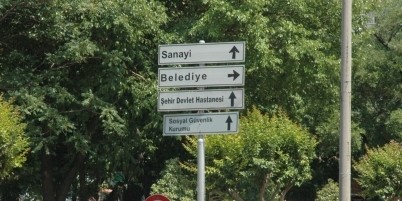 Sanayi
Belediye
Şehir Devlet Hastanesi
Sosyal Güvenlik
Kurumu